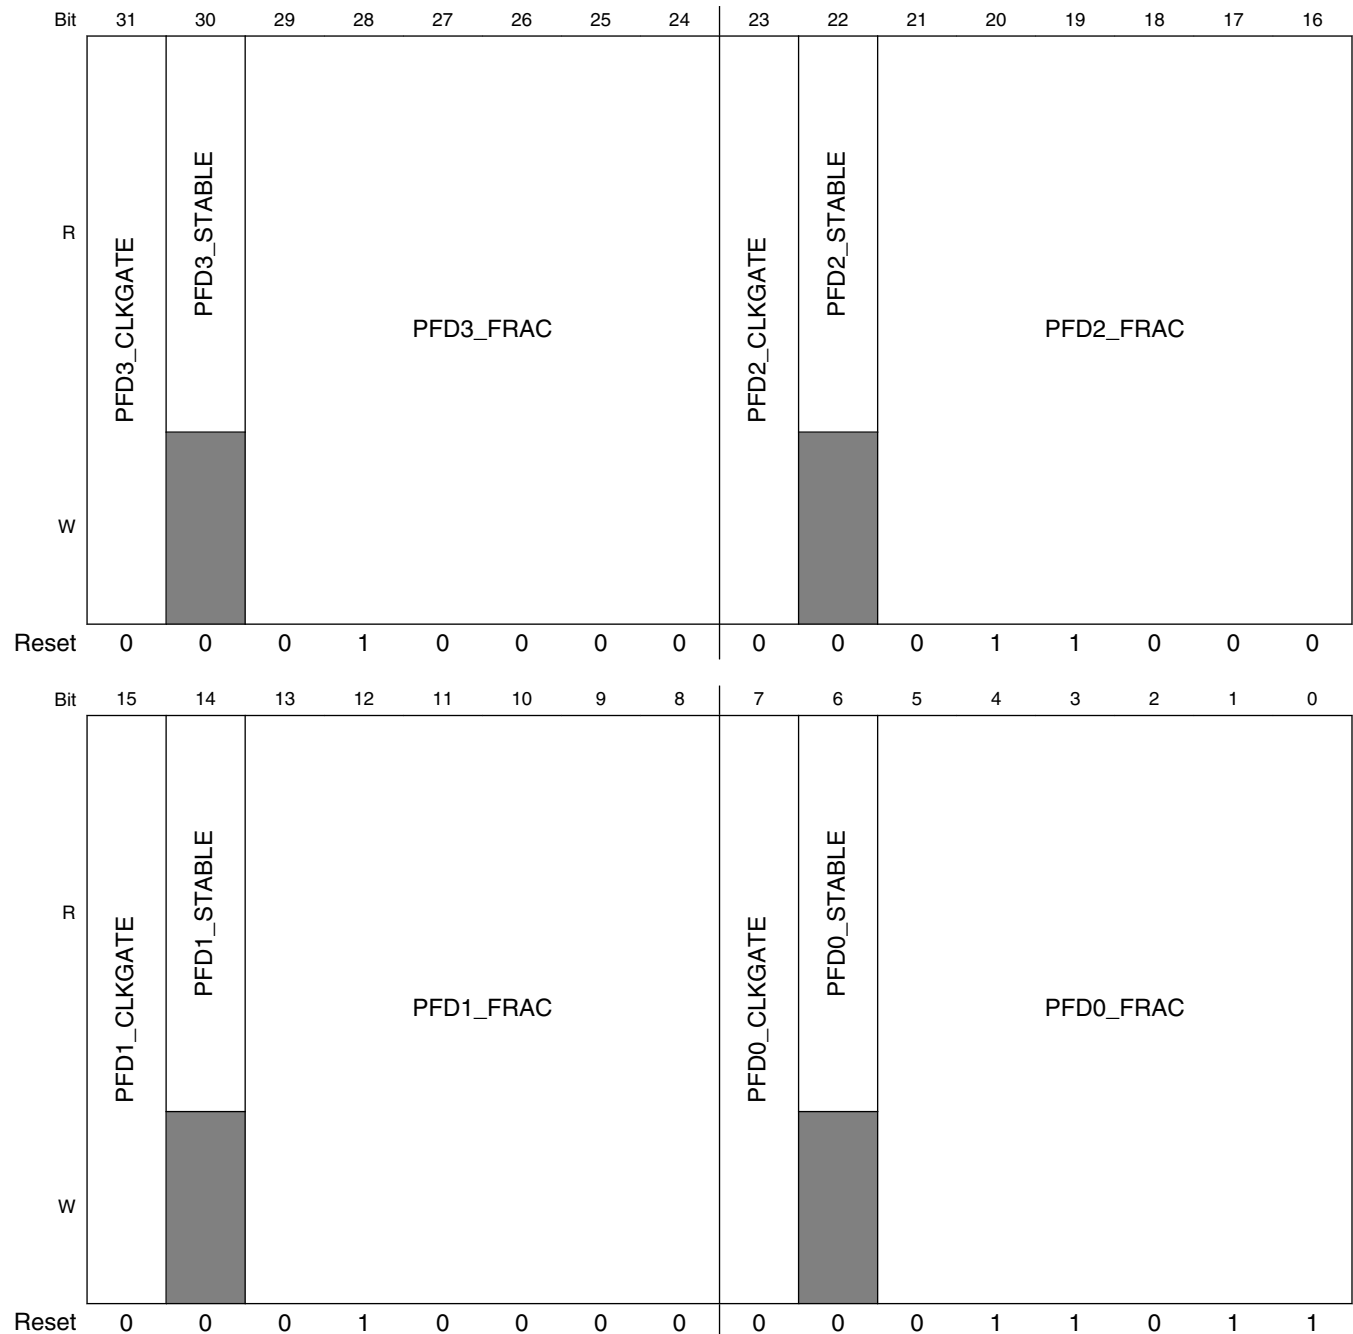 Bit 31 30 29 28 27 26 25 24 23 22 21 20 19 18 17 16
R
W
PFD3_CLKGATE
PFD3_STABLE
PFD3_FRAC
PFD2_CLKGATE
PFD2_STABLE
PFD2_FRAC
Reset 0 0 0 1 0 0 0 0 0 0 0 1 1 0 0 0
Bit 15 14 13 12 11 10 9 8 7 6 5 4 3 2 1 0
R
W
PFD1_CLKGATE
PFD1_STABLE
PFD1_FRAC
PFD0_CLKGATE
PFD0_STABLE
PFD0_FRAC
Reset 0 0 0 1 0 0 0 0 0 0 0 1 1 0 1 1